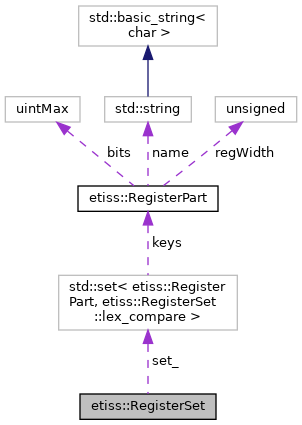 std::basic_string<
char >
uintMax
std::string
unsigned
bits
name
regWidth
etiss::RegisterPart
keys
std::set< etiss::Register
Part, etiss::RegisterSet
::lex_compare >
set_
etiss::RegisterSet